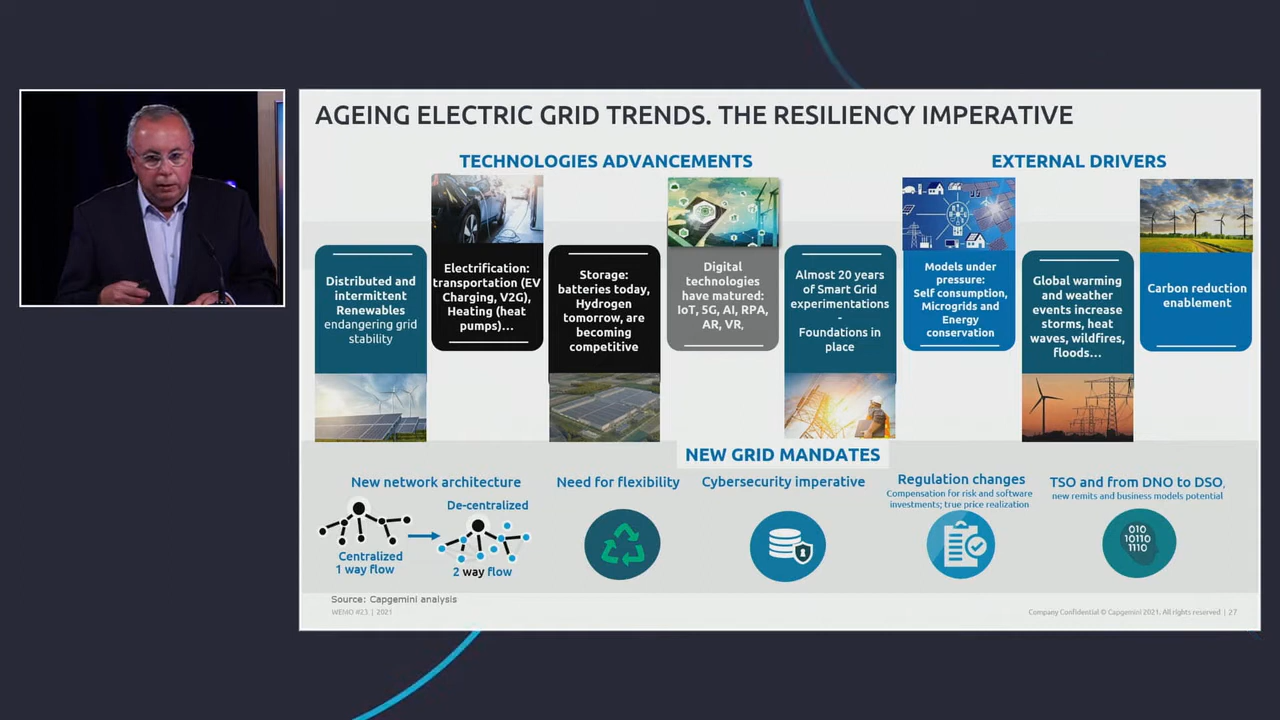 AGEING ELECTRIC GRID TRENDS. THE RESILIENCY IMPERATIVE
TECHNOLOGIES ADVANCEMENTS
EXTERNAL DRIVERS
Distributed and
intermittent
Renewables
endangering grid
stability
Electrification:
transportation (EV
Charging, V2G),
Heating (heat
pumps)...
Storage:
batteries today,
Hydrogen
tomorrow, are
becoming
competitive
Digital
technologies
have matured:
IoT, 5G, AI, RPA,
AR, VR,
Almost 20 years
of Smart Grid
experimentations
-
Foundations in
place
Models under
pressure:
Self consumption,
Microgrids and
Energy
conservation
Global warming
and weather
events increase
storms, heat
waves, wildfires,
floods...
Carbon reduction
enablement
NEW GRID MANDATES
New network architecture
De-centralized
Centralized
1 way flow
2 way flow
Need for flexibility
Cybersecurity imperative
Regulation changes
Compensation for risk and software
investments; true price realization
TSO and from DNO to DSO,
new remits and business models potential
010
10110
1110
Source: Capgemini analysis
WEMO #23 | 2021
Company Confidential © Capgemini 2021. All rights reserved | 27